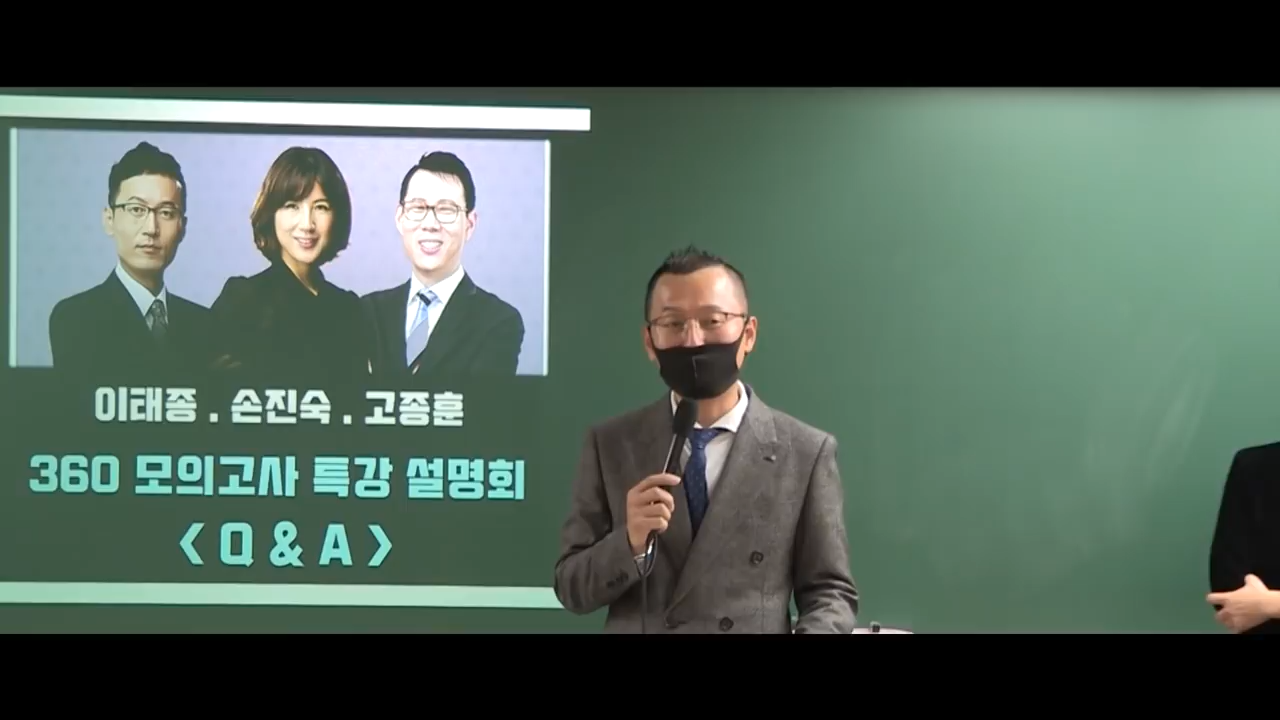 이태종 . 손진숙 . 고종훈
360 모의고사 특강 설명회
< Q & A >